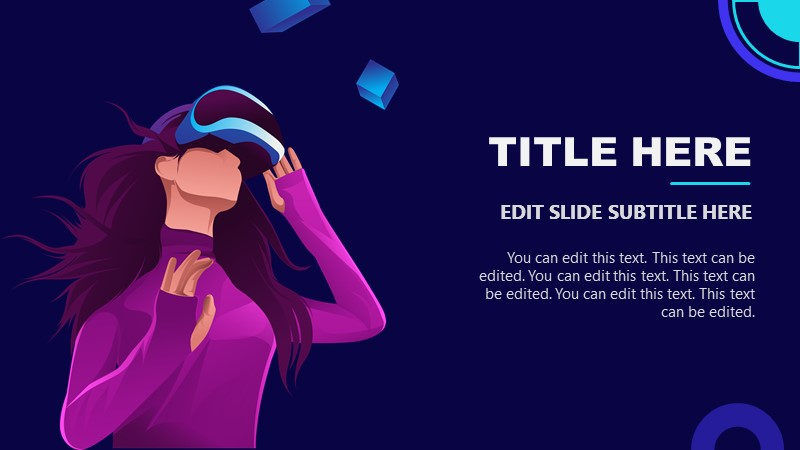 TITLE HERE
EDIT SLIDE SUBTITLE HERE
You can edit this text. This text can be
edited. You can edit this text. This text can
be edited. You can edit this text. This text
can be edited.